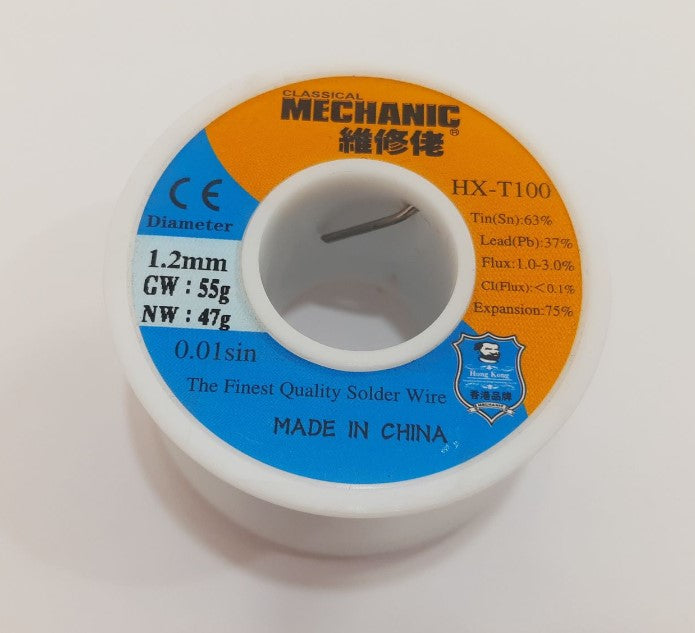 CLASSICAL
MECHANIC®
維修佬
CE
Diameter
1.2mm
GW : 55g
NW : 47g
0.01sin
HX-T100
Tin(Sn):63%
Lead(Pb):37%
Flux:1.0-3.0%
CI(Flux):<0.1%
Expansion:75%
Hong Kong
香港品牌
MECHANIC
The Finest Quality Solder Wire
MADE IN CHINA